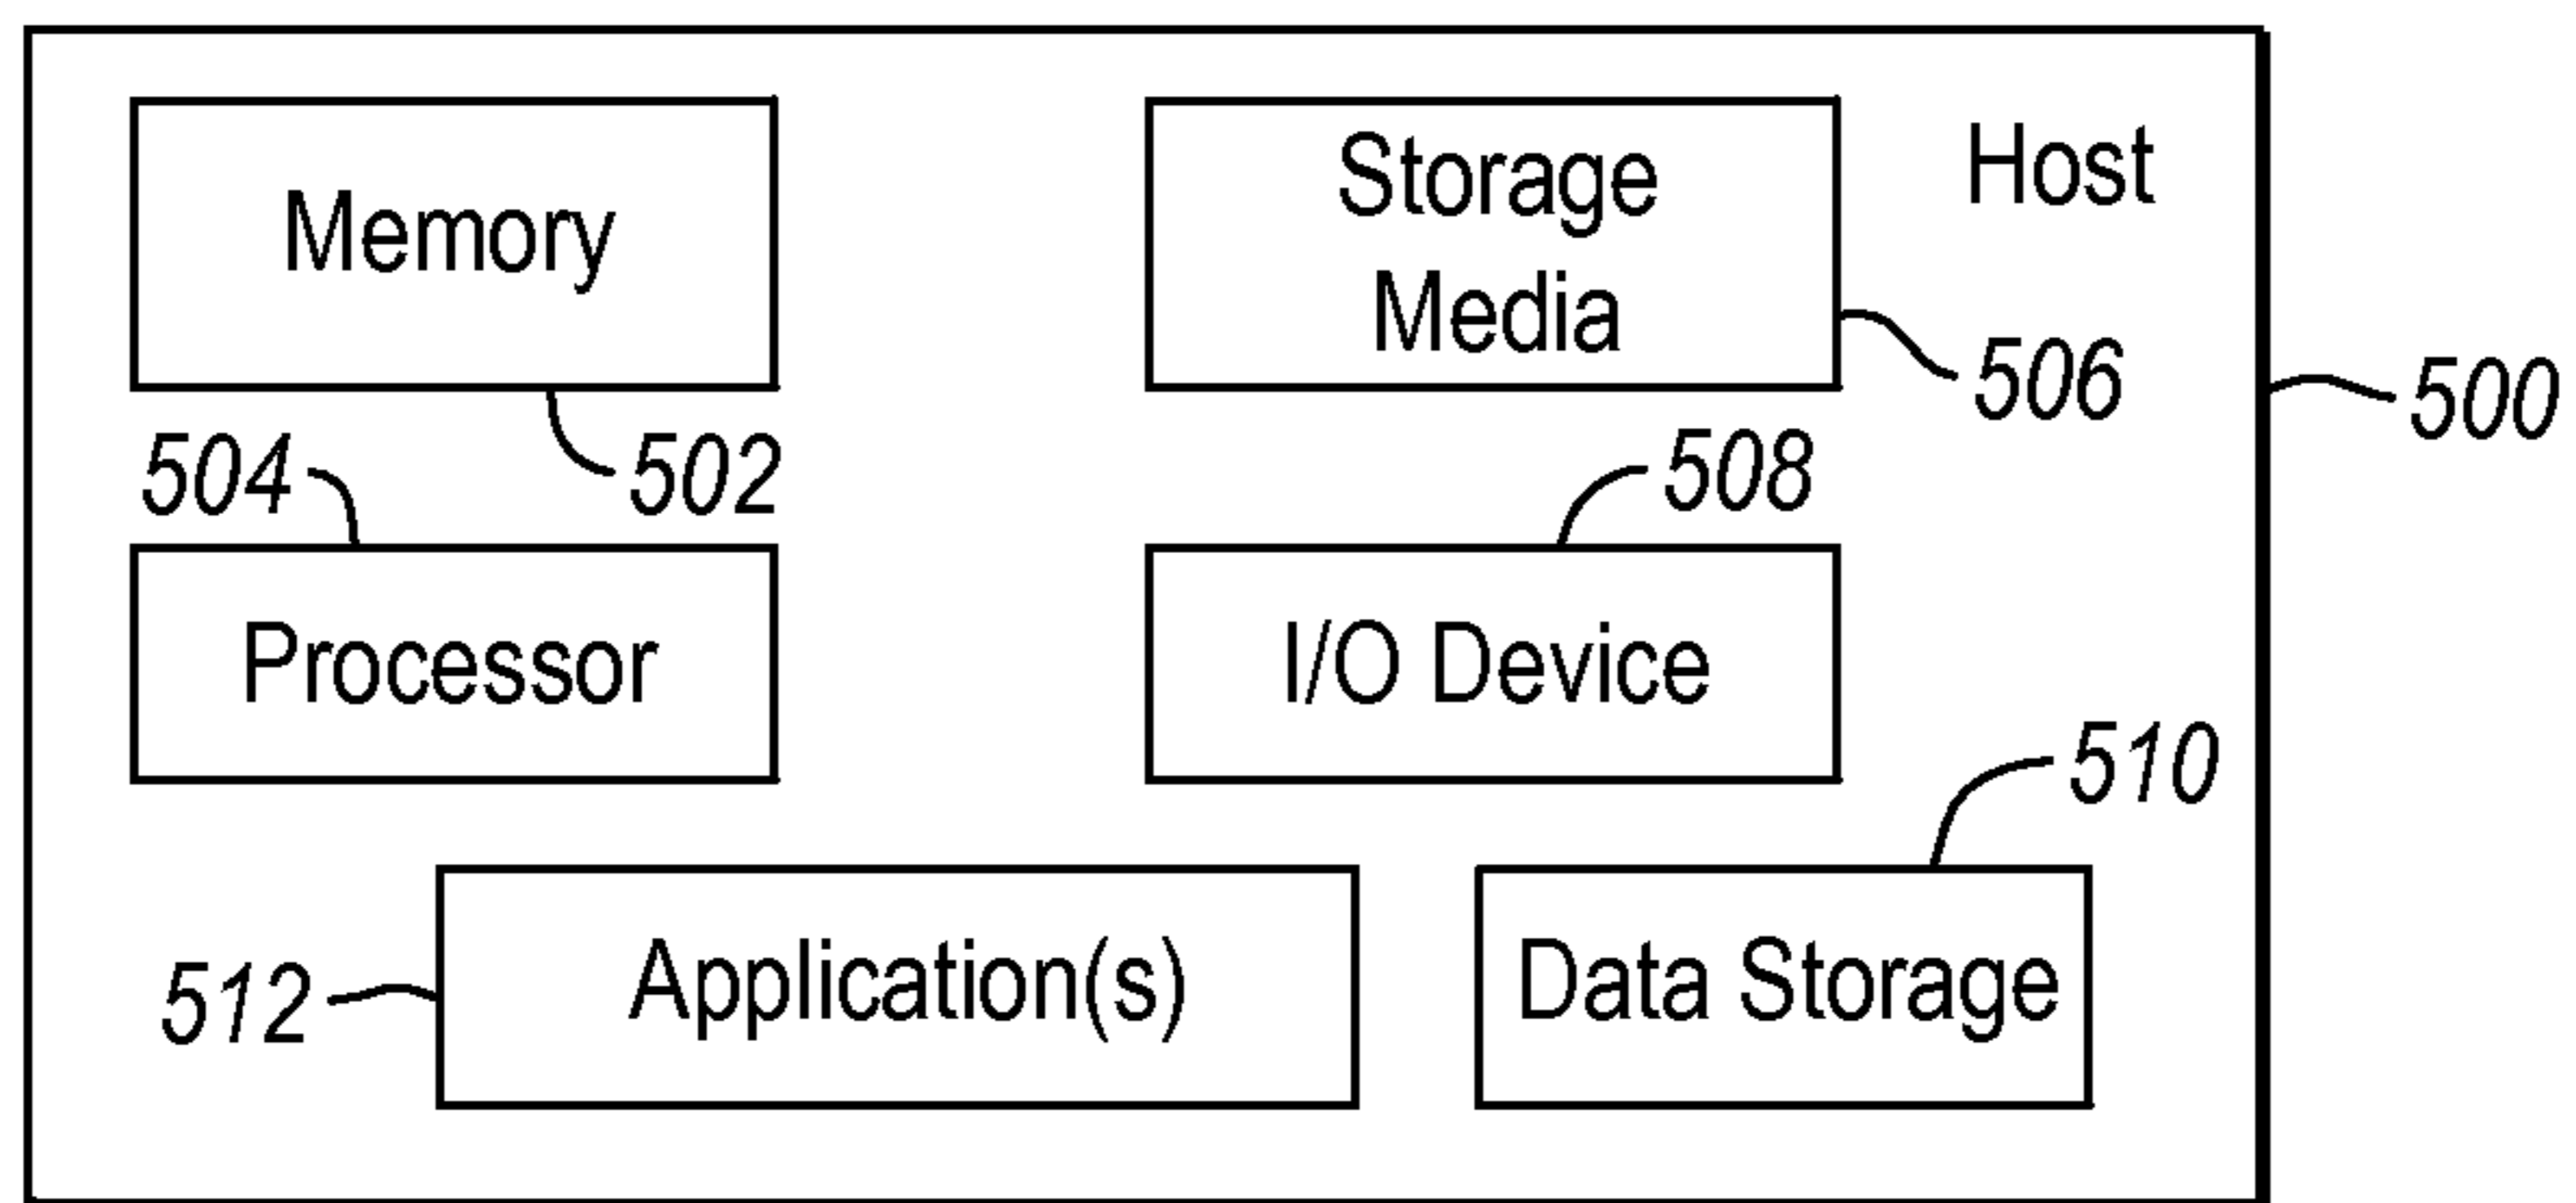 Memory
Storage
Media
Host
506
500
504
502
508
Processor
I/O Device
510
512
Application(s)
Data Storage